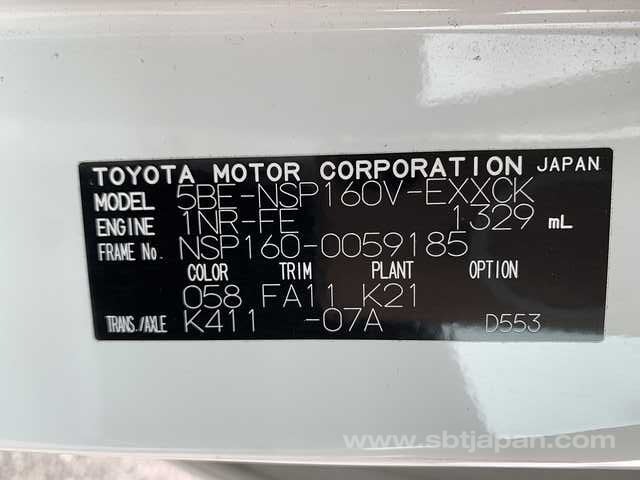 TOYOTA MOTOR CORPORATION JAPAN
MODEL 5BE-NSP160V-EXXCK
ENGINE 1NR-FE 1329 mL
FRAME No. NSP160-0059185
COLOR TRIM PLANT OPTION
058 FA11 K21
TRANS./AXLE K411 -07A D553
www.sbtjapan.com